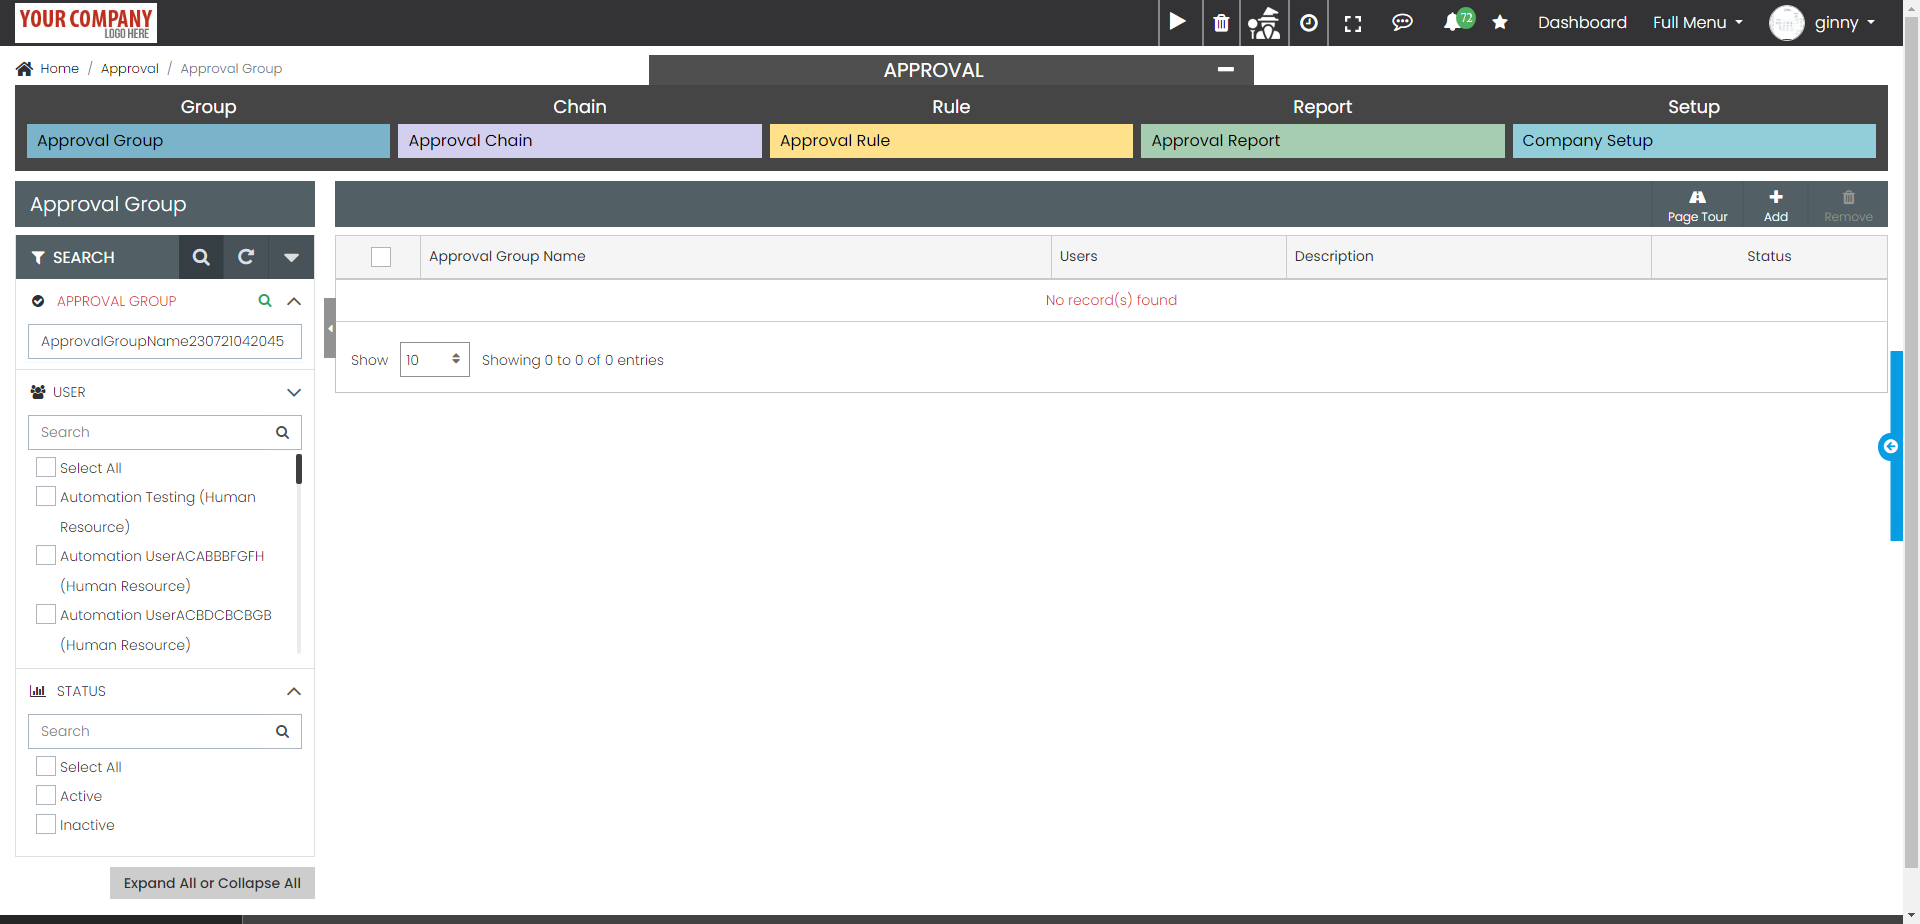 YOUR COMPANY
LOGO HERE
72
Dashboard
Full Menu
ginny
Home / Approval / Approval Group
APPROVAL
Group
Chain
Rule
Report
Setup
Approval Group
Approval Chain
Approval Rule
Approval Report
Company Setup
Approval Group
Page Tour
Add
Remove
SEARCH
Approval Group Name
Users
Description
Status
No record(s) found
Show 10 Showing 0 to 0 of 0 entries
APPROVAL GROUP
ApprovalGroupName230721042045
USER
Search
Select All
Automation Testing (Human
Resource)
Automation UserACABBBFGFH
(Human Resource)
Automation UserACBDCBCBGB
(Human Resource)
STATUS
Search
Select All
Active
Inactive
Expand All or Collapse All